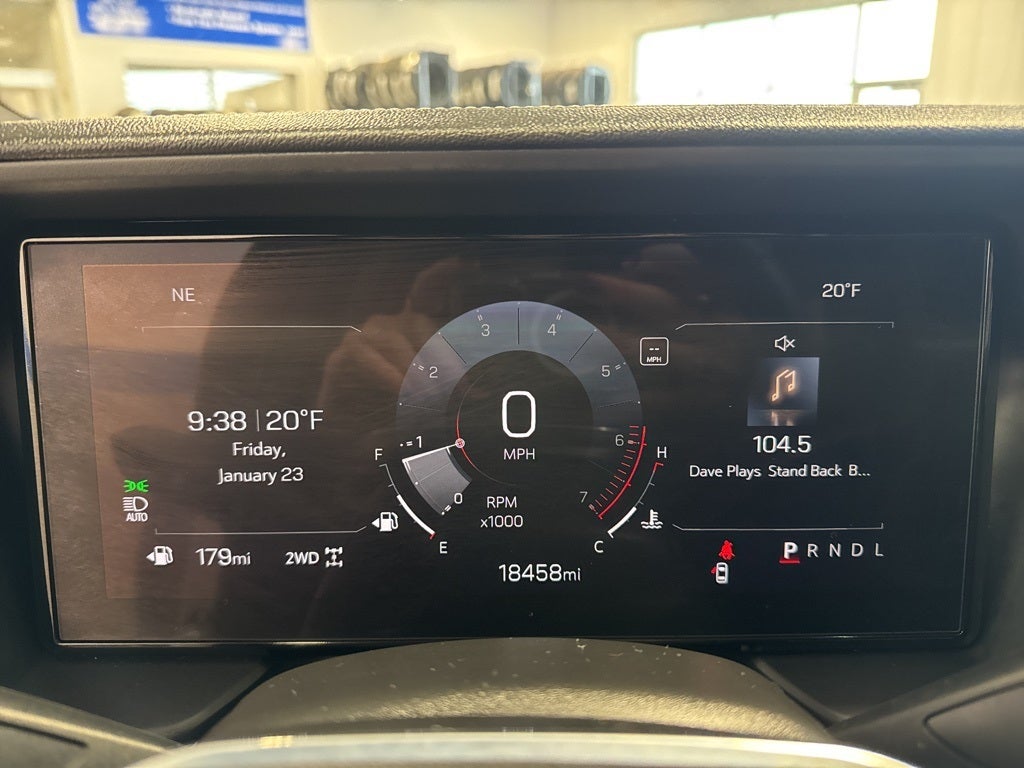 NE
20°F
9:38 | 20°F
Friday,
January 23
AUTO
179mi
2WD
F
E
0
1
2
3
4
5
6
7
0
MPH
RPM
x1000
18458mi
--
MPH
H
C
104.5
Dave Plays Stand Back B...
P R N D L